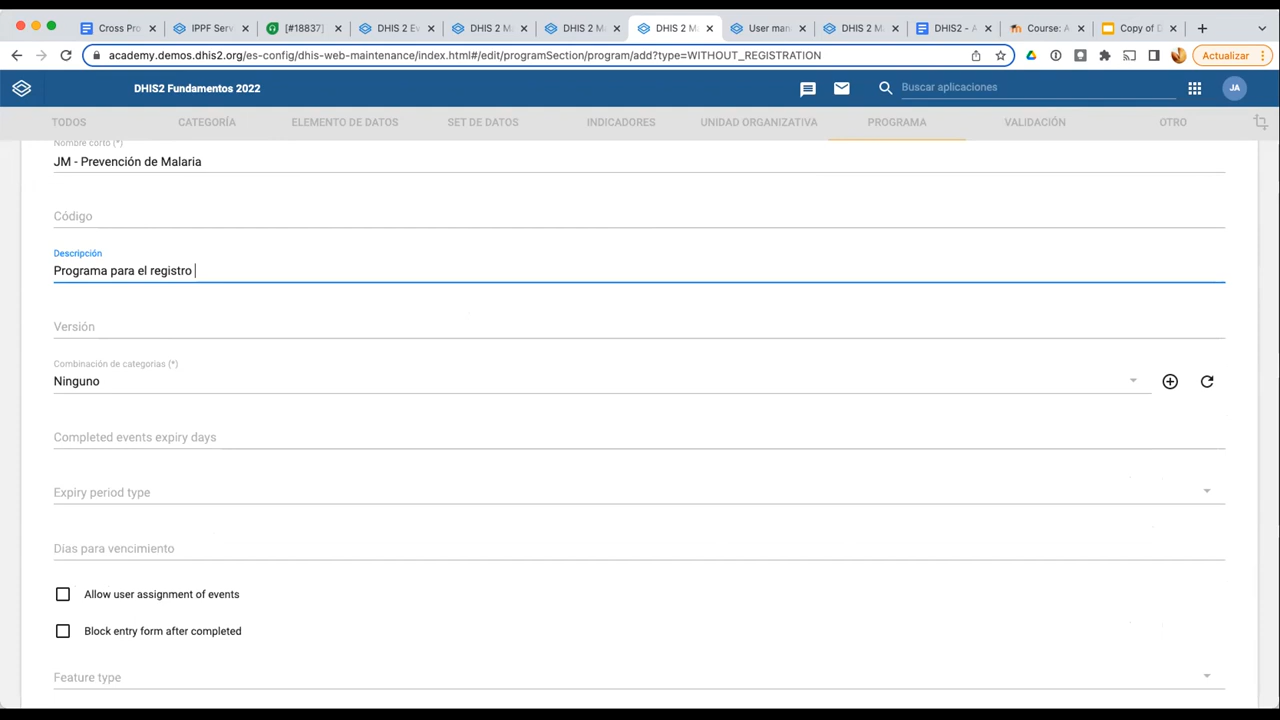 Cross Pro
IPPF Serv
[#18837]
DHIS 2 Ev
DHIS 2 Ma
DHIS 2 Me
DHIS 2 M
User man
DHIS 2 Ma
DHIS2 - A
Course: A
Copy of D
academy.demos.dhis2.org/es-config/dhis-web-maintenance/index.html#/edit/programSection/program/add?type=WITHOUT_REGISTRATION
Actualizar
DHIS2 Fundamentos 2022
Buscar aplicaciones
JA
TODOS
CATEGORÍA
ELEMENTO DE DATOS
SET DE DATOS
INDICADORES
UNIDAD ORGANIZATIVA
PROGRAMA
VALIDACIÓN
OTRO
Nombre corto (*)
JM - Prevención de Malaria
Código
Descripción
Programa para el registro
Versión
Combinación de categorias (*)
Ninguno
Completed events expiry days
Expiry period type
Dias para vencimiento
Allow user assignment of events
Block entry form after completed
Feature type